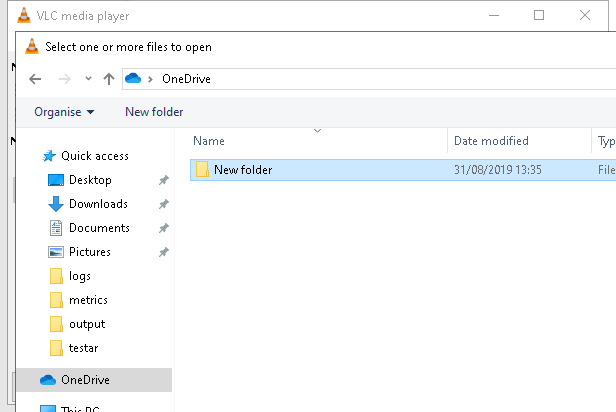 VLC media player
Select one or more files to open
OneDrive
Organise New folder
Name Date modified Typ
Quick access
New folder 31/08/2019 13:35 File
Desktop
Downloads
Documents
Pictures
logs
metrics
output
testar
OneDrive
This PC